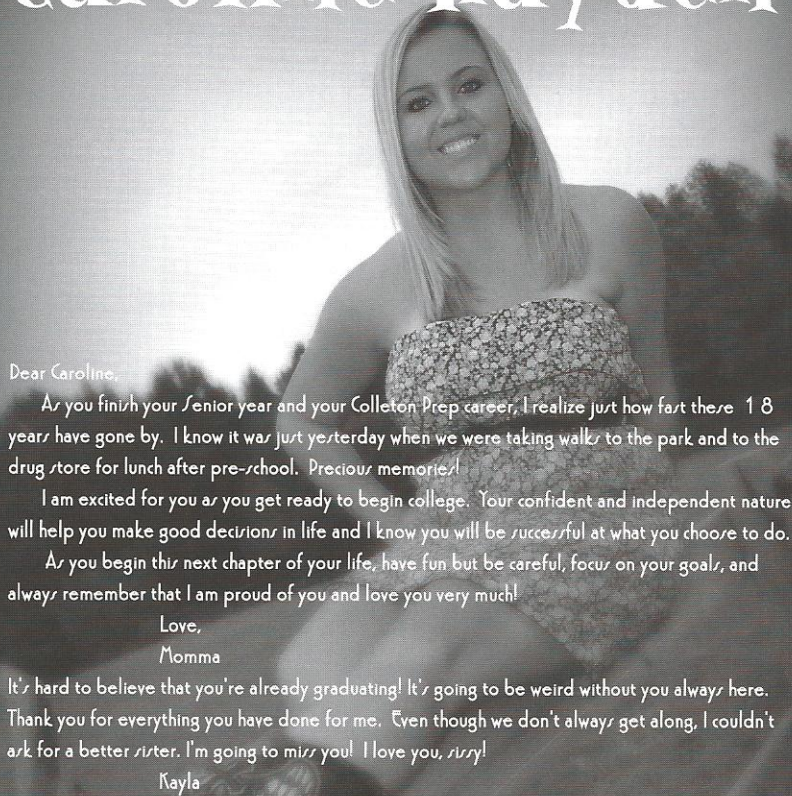 Dear Caroline,
As you finish your Senior year and your Colleton Prep career, I realize just how fast these 18
years have gone by. I know it was just yesterday when we were taking walks to the park and to the
drug store for lunch after pre-school. Precious memories!
I am excited for you as you get ready to begin college. Your confident and independent nature
will help you make good decisions in life and I know you will be successful at what you choose to do.
As you begin this next chapter of your life, have fun but be careful, focus on your goals, and
always remember that I am proud of you and love you very much!
Love,
Momma
It's hard to believe that you're already graduating! It's going to be weird without you always here.
Thank you for everything you have done for me. Even though we don't always get along, I couldn't
ask for a better sister. I'm going to miss you! I love you, sissy!
Kayla